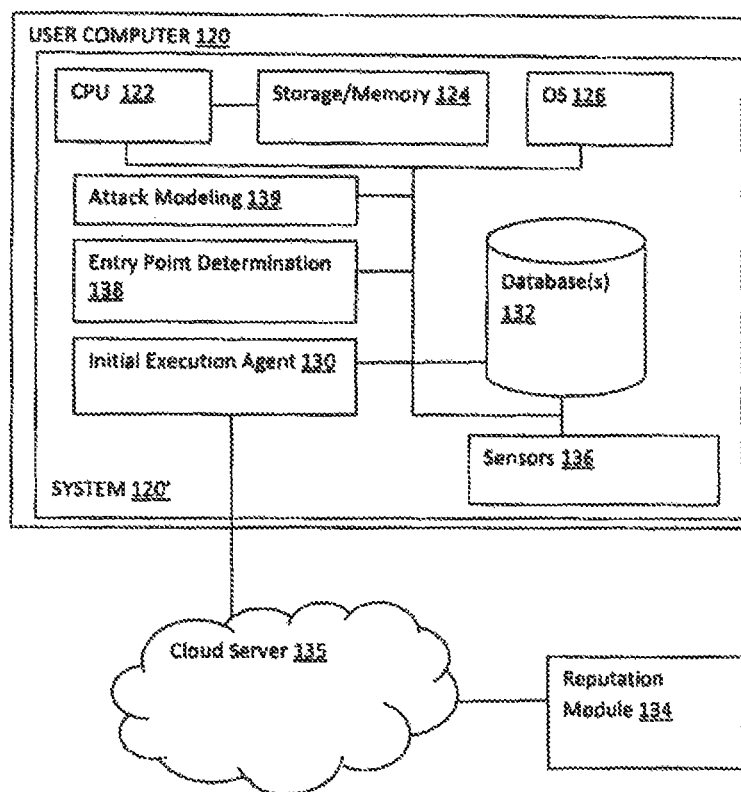 USER COMPUTER 120
CPU 122
Storage/Memory 124
OS 126
Attack Modeling 139
Entry Point Determination
138
Database(s)
132
Initial Execution Agent 130
Sensors 136
SYSTEM 120'
Cloud Server 135
Reputation
Module 134